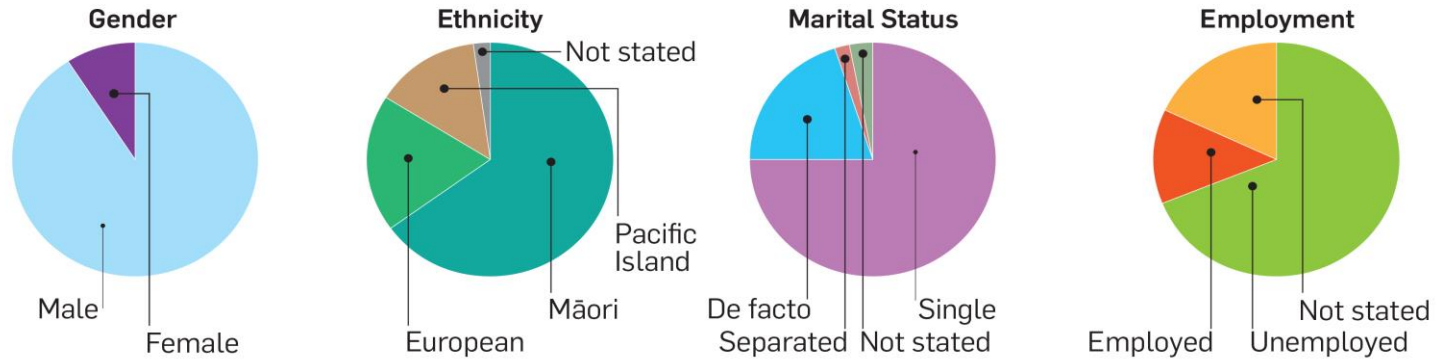 Gender
Male
Female
Ethnicity
Not stated
Pacific
Island
Māori
European
Marital Status
De facto
Single
Separated
Not stated
Employment
Not stated
Employed
Unemployed